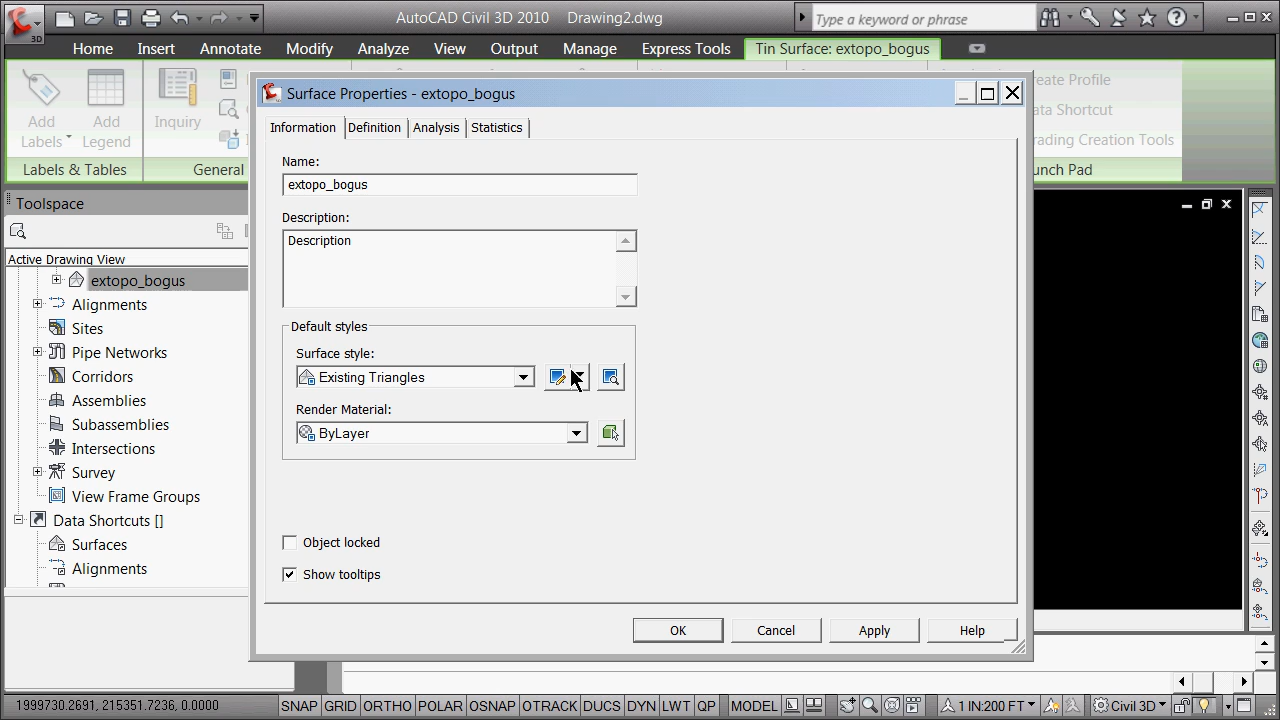 AutoCAD Civil 3D 2010 Drawing2.dwg
Type a keyword or phrase
3D
Home Insert Annotate Modify Analyze View Output Manage Express Tools Tin Surface: extopo_bogus
Add Labels
Add Legend
Inquiry
Create Profile
Data Shortcut
Grading Creation Tools
Labels & Tables
General
Surface Properties - extopo_bogus
Information Definition Analysis Statistics
Name:
extopo_bogus
Description:
Description
Default styles
Surface style:
Existing Triangles
Render Material:
ByLayer
Object locked
Show tooltips
OK Cancel Apply Help
Toolspace
Active Drawing View
extopo_bogus
Alignments
Sites
Pipe Networks
Corridors
Assemblies
Subassemblies
Intersections
Survey
View Frame Groups
Data Shortcuts []
Surfaces
Alignments
1999730.2691, 215351.7236, 0.0000
SNAP GRID ORTHO POLAR OSNAP OTRACK DUCS DYN LWT QP MODEL
1 IN:200 FT
Civil 3D